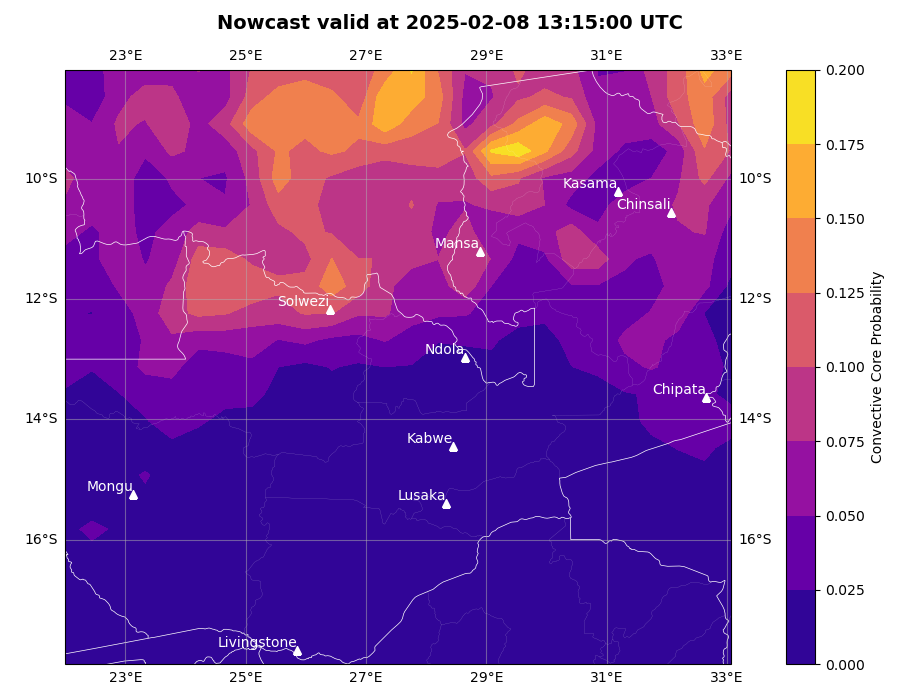 Nowcast valid at 2025-02-08 13:15:00 UTC
23°E 25°E 27°E 29°E 31°E 33°E
0.200
0.175
10°S Kasama 10°S
Chinsali
0.150
Mansa
0.125
12°S Solwezi 12°S
Ndola
0.100
Chipata
14°S 14°S
Kabwe
0.075
Mongu
Lusaka
0.050
16°S 16°S
0.025
Livingstone
0.000
23°E 25°E 27°E 29°E 31°E 33°E
Convective Core Probability